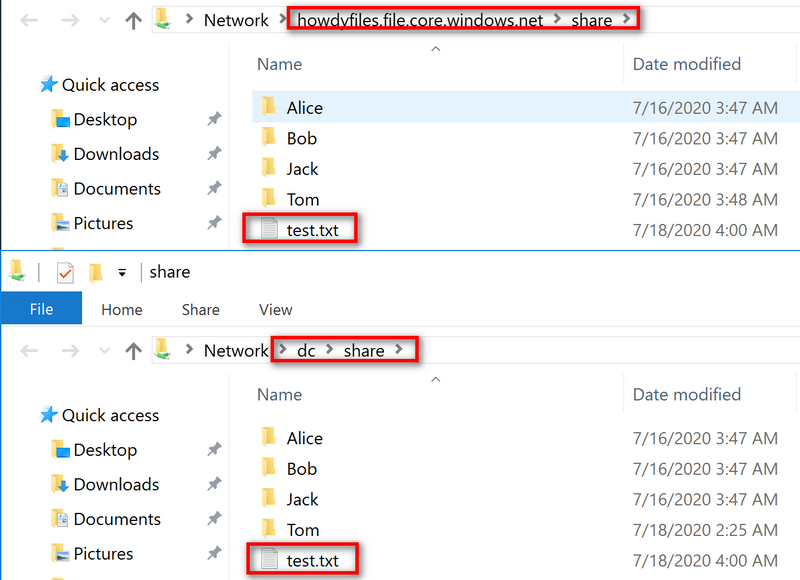 Network howdyfiles.file.core.windows.net share
Name Date modified
Quick access
Desktop
Downloads
Documents
Pictures
Alice 7/16/2020 3:47 AM
Bob 7/16/2020 3:47 AM
Jack 7/16/2020 3:47 AM
Tom 7/16/2020 3:48 AM
test.txt 7/18/2020 4:00 AM
share
File Home Share View
Network dc share
Name Date modified
Quick access
Desktop
Downloads
Documents
Pictures
Alice 7/16/2020 3:47 AM
Bob 7/16/2020 3:47 AM
Jack 7/16/2020 3:47 AM
Tom 7/18/2020 2:25 AM
test.txt 7/18/2020 4:00 AM